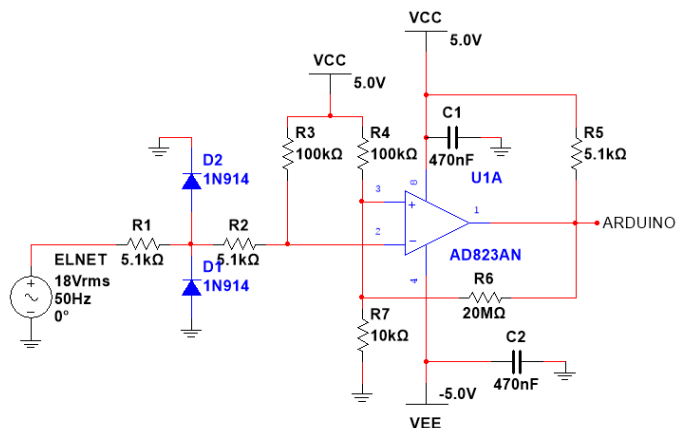 VCC
5.0V
VCC
5.0V
C1
470nF
R3
100kΩ
R4
100kΩ
R5
5.1kΩ
D2
1N914
U1A
8
3
1
ARDUINO
2
R1
5.1kΩ
R2
5.1kΩ
AD823AN
ELNET
18Vrms
50Hz
0°
D1
1N914
4
R6
20MΩ
R7
10kΩ
C2
470nF
-5.0V
VEE